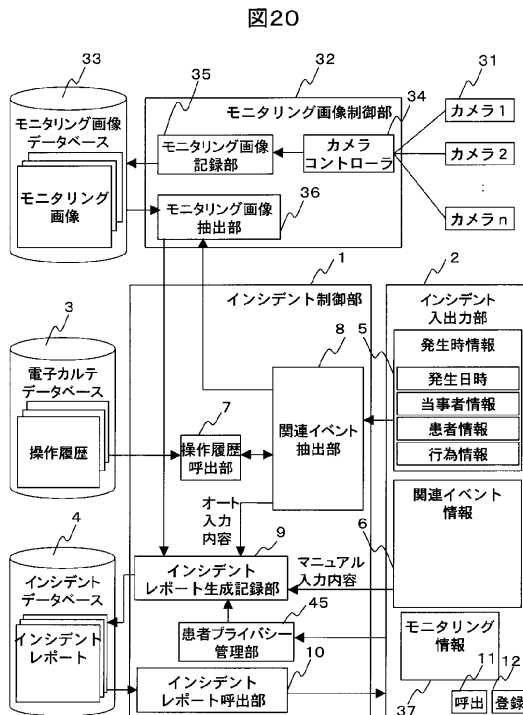 図20
33
35
32
34
31
モニタリング画像
データベース
モニタリング
画像
モニタリング画像制御部
モニタリング画像
記録部
カメラ
コントローラ
カメラ1
カメラ2
:
カメラn
モニタリング画像
抽出部
36
1
2
インシデント制御部
インシデント
入出力部
3
電子カルテ
データベース
操作履歴
7
操作履歴
呼出部
8
関連イベント
抽出部
5
発生時情報
発生日時
当事者情報
患者情報
行為情報
オート
入力
内容
4
インシデント
データベース
インシデント
レポート
9
インシデント
レポート生成記録部
マニュアル
入力内容
6
関連イベント
情報
45
患者プライバシー
管理部
10
インシデント
レポート呼出部
モニタリング
情報
11
12
37
呼出
登録